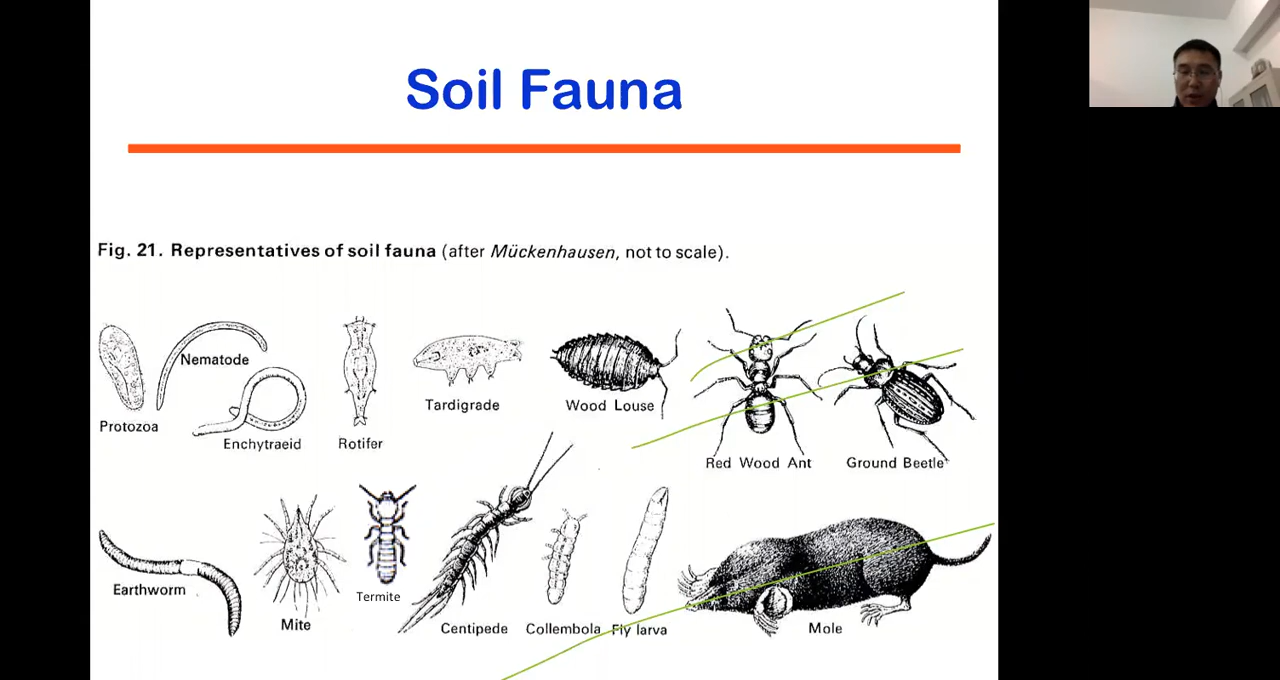 Soil Fauna
Fig. 21. Representatives of soil fauna (after Mückenhausen, not to scale).
Protozoa
Nematode
Enchytraeid
Rotifer
Tardigrade
Wood Louse
Red Wood Ant
Ground Beetle
Earthworm
Mite
Termite
Centipede
Collembola
Fly larva
Mole